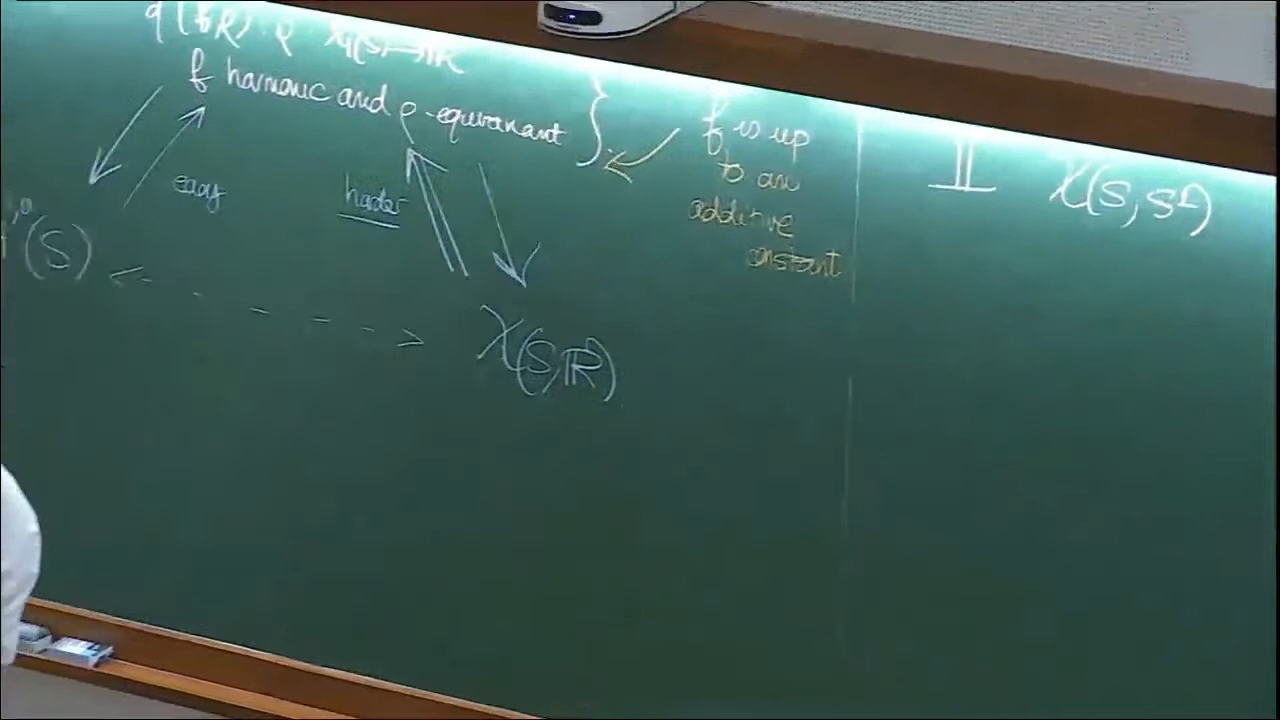 f harmonic and ρ-equivariant }
f is up
to an
additive
constant
easy
harder
(S)
χ(S, ℝ)
II χ(S, S¹)